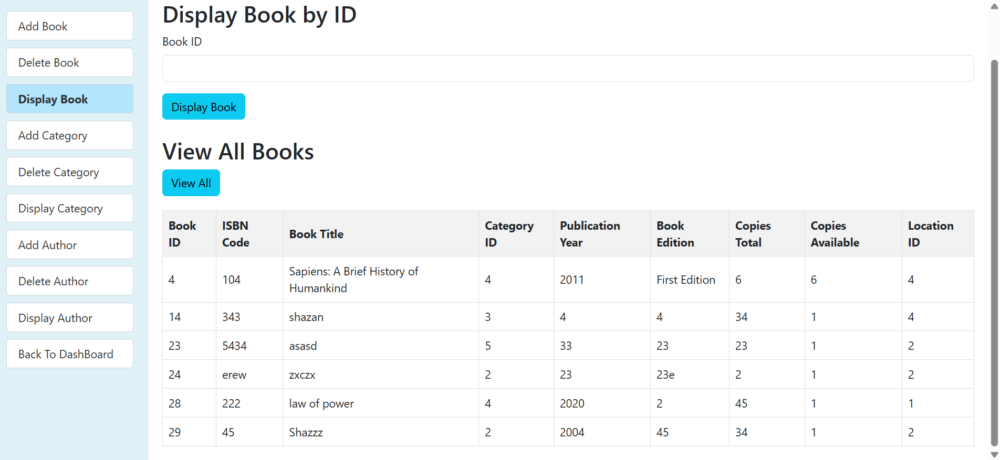 Add Book
Delete Book
Display Book
Add Category
Delete Category
Display Category
Add Author
Delete Author
Display Author
Back To DashBoard
Display Book by ID
Book ID
Display Book
View All Books
View All
Book ID ISBN Code Book Title Category ID Publication Year Book Edition Copies Total Copies Available Location ID
4 104 Sapiens: A Brief History of Humankind 4 2011 First Edition 6 6 4
14 343 shazan 3 4 4 34 1 4
23 5434 asasd 5 33 23 23 1 2
24 erew zxczx 2 23 23e 2 1 2
28 222 law of power 4 2020 2 45 1 1
29 45 Shazzz 2 2004 45 34 1 2